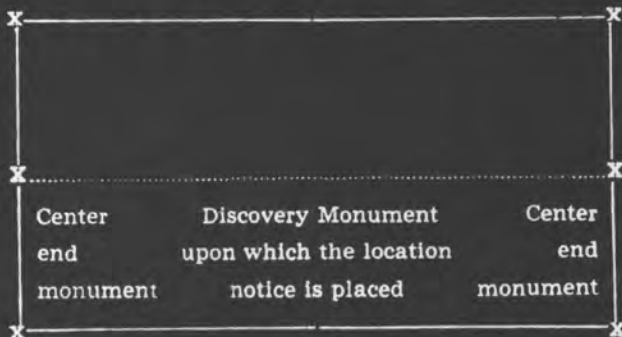 X X
X X
Center Discovery Monument Center
end upon which the location end
monument notice is placed monument
X X